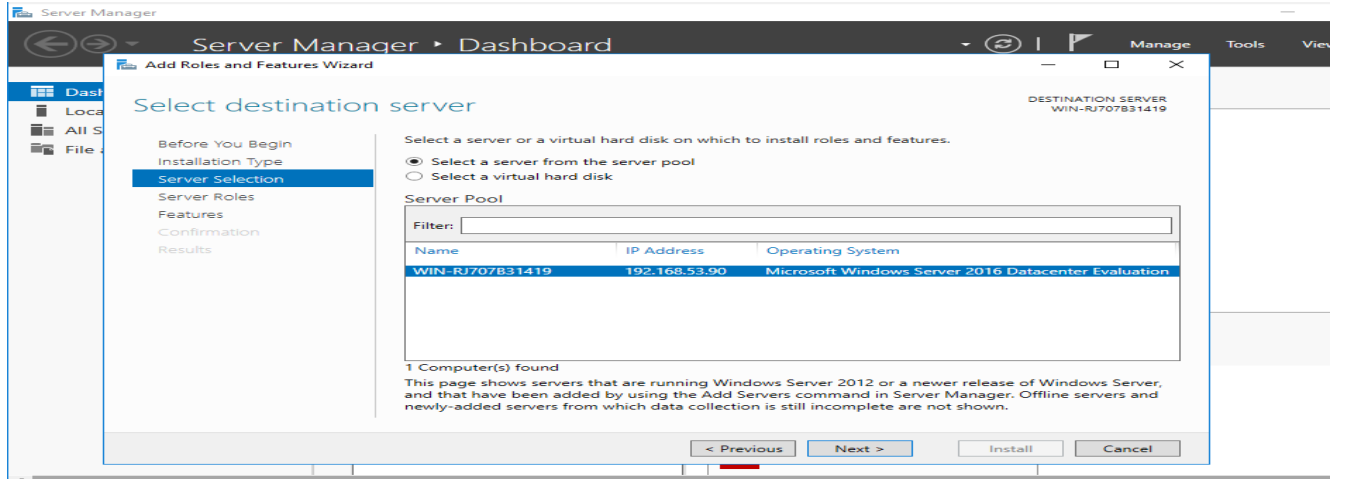 Server Manager
Server Manager ‣ Dashboard
Manage Tools
Add Roles and Features Wizard
Select destination server
DESTINATION SERVER
WIN-RJ707B31419
Before You Begin
Installation Type
Server Selection
Server Roles
Features
Confirmation
Results
Select a server or a virtual hard disk on which to install roles and features.
Select a server from the server pool
Select a virtual hard disk
Server Pool
Filter:
Name IP Address Operating System
WIN-RJ707B31419 192.168.53.90 Microsoft Windows Server 2016 Datacenter Evaluation
1 Computer(s) found
This page shows servers that are running Windows Server 2012 or a newer release of Windows Server,
and that have been added by using the Add Servers command in Server Manager. Offline servers and
newly-added servers from which data collection is still incomplete are not shown.
< Previous Next > Install Cancel